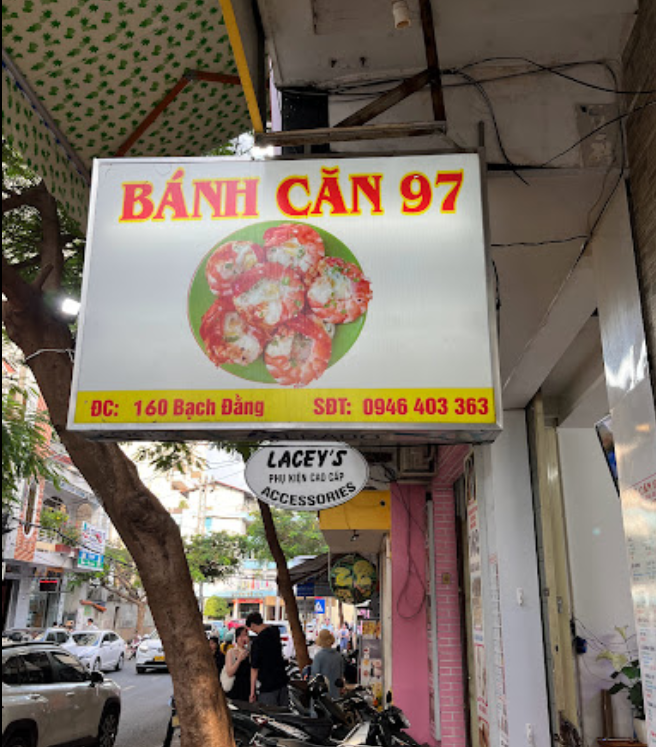 BÁNH CĂN 97
ĐC: 160 Bạch Đằng SĐT: 0946 403 363
LACEY'S
PHỤ KIỆN CAO CẤP
ACCESSORIES